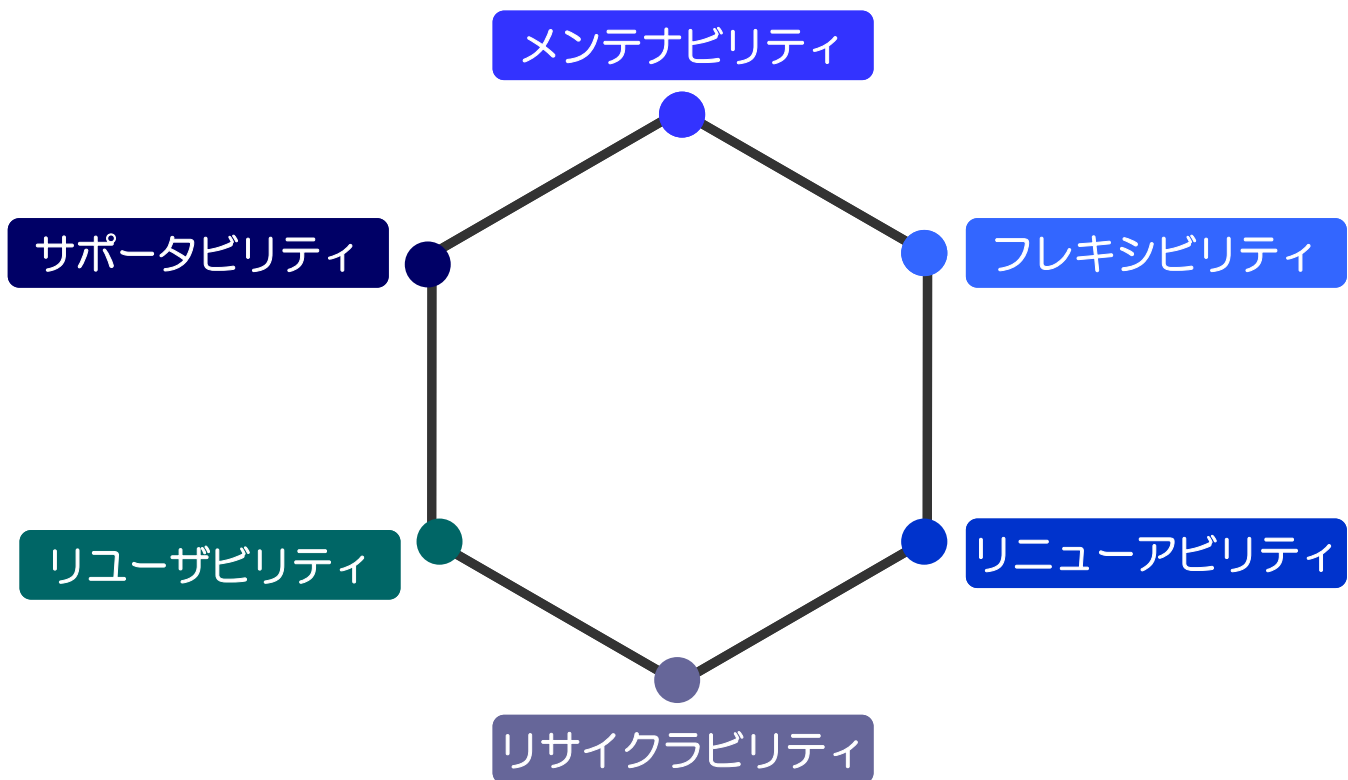 メンテナビリティ
サポータビリティ
フレキシビリティ
リユーザビリティ
リニューアビリティ
リサイクラビリティ